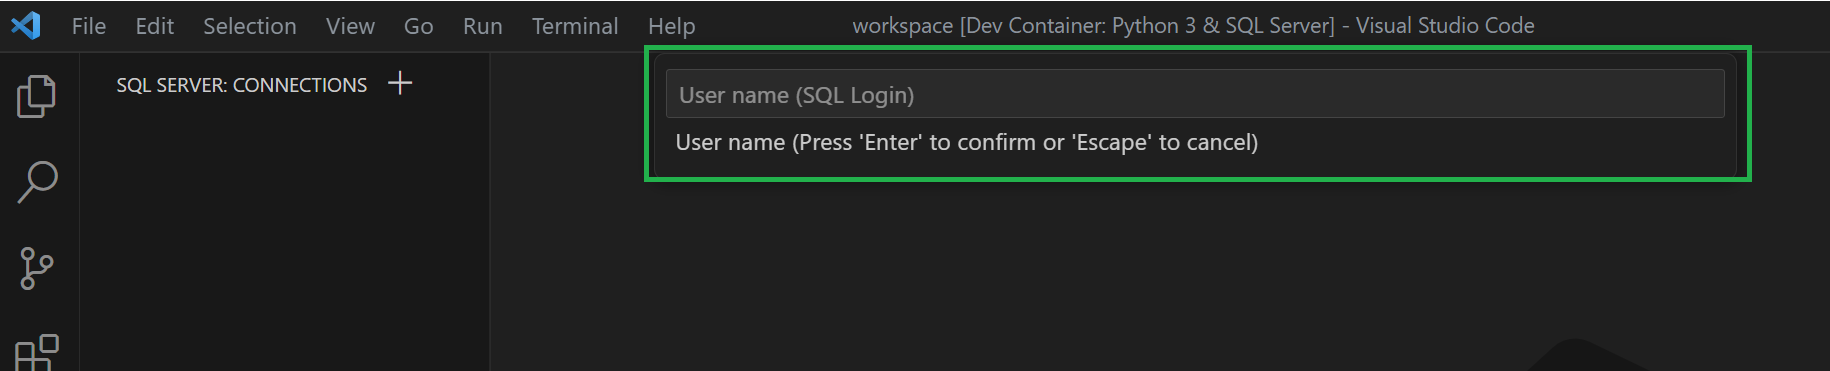 File Edit Selection View Go Run Terminal Help workspace [Dev Container: Python 3 & SQL Server] - Visual Studio Code
SQL SERVER: CONNECTIONS
User name (SQL Login)
User name (Press 'Enter' to confirm or 'Escape' to cancel)